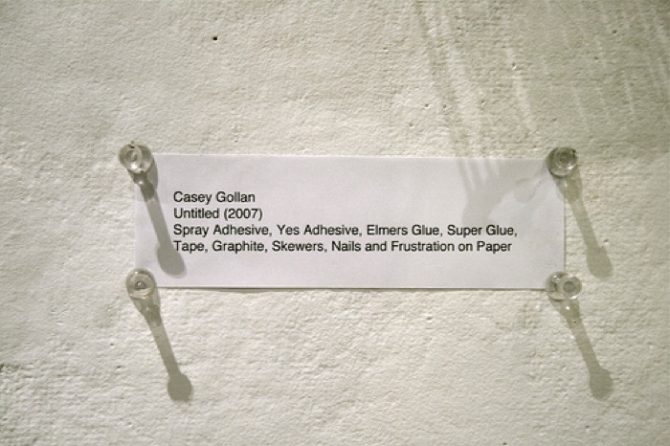 Casey Gollan
Untitled (2007)
Spray Adhesive, Yes Adhesive, Elmers Glue, Super Glue,
Tape, Graphite, Skewers, Nails and Frustration on Paper